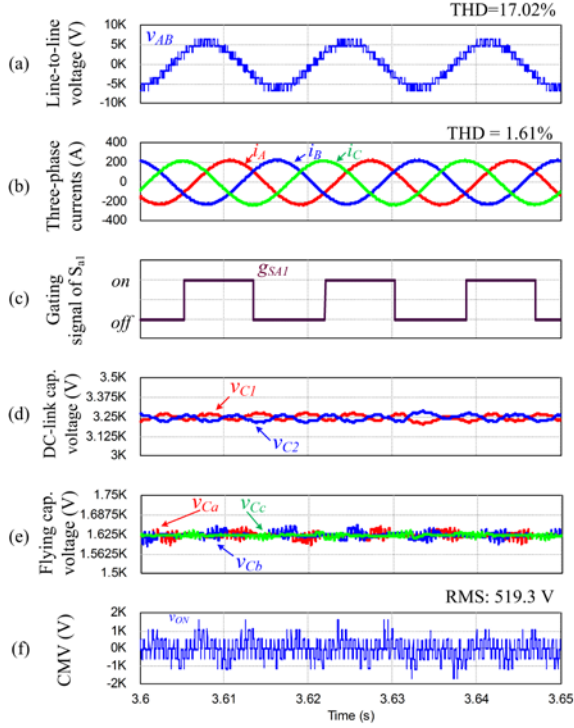 THD=17.02%
(a)
Line-to-line
voltage (V)
10K
5K
0
-5K
-10K
vAB
THD = 1.61%
(b)
Three-phase
currents (A)
400
200
0
-200
-400
iA
iB
iC
(c)
Gating
signal of Sa1
on
off
gSA1
(d)
DC-link cap.
voltage (V)
3.5K
3.375K
3.25K
3.125K
3K
vC1
vC2
(e)
Flying cap.
voltage (V)
1.75K
1.6875K
1.625K
1.5625K
1.5K
vCa
vCc
vCb
RMS: 519.3 V
(f)
CMV (V)
2K
1K
0
-1K
-2K
vON
3.6
3.61
3.62
3.63
3.64
3.65
Time (s)